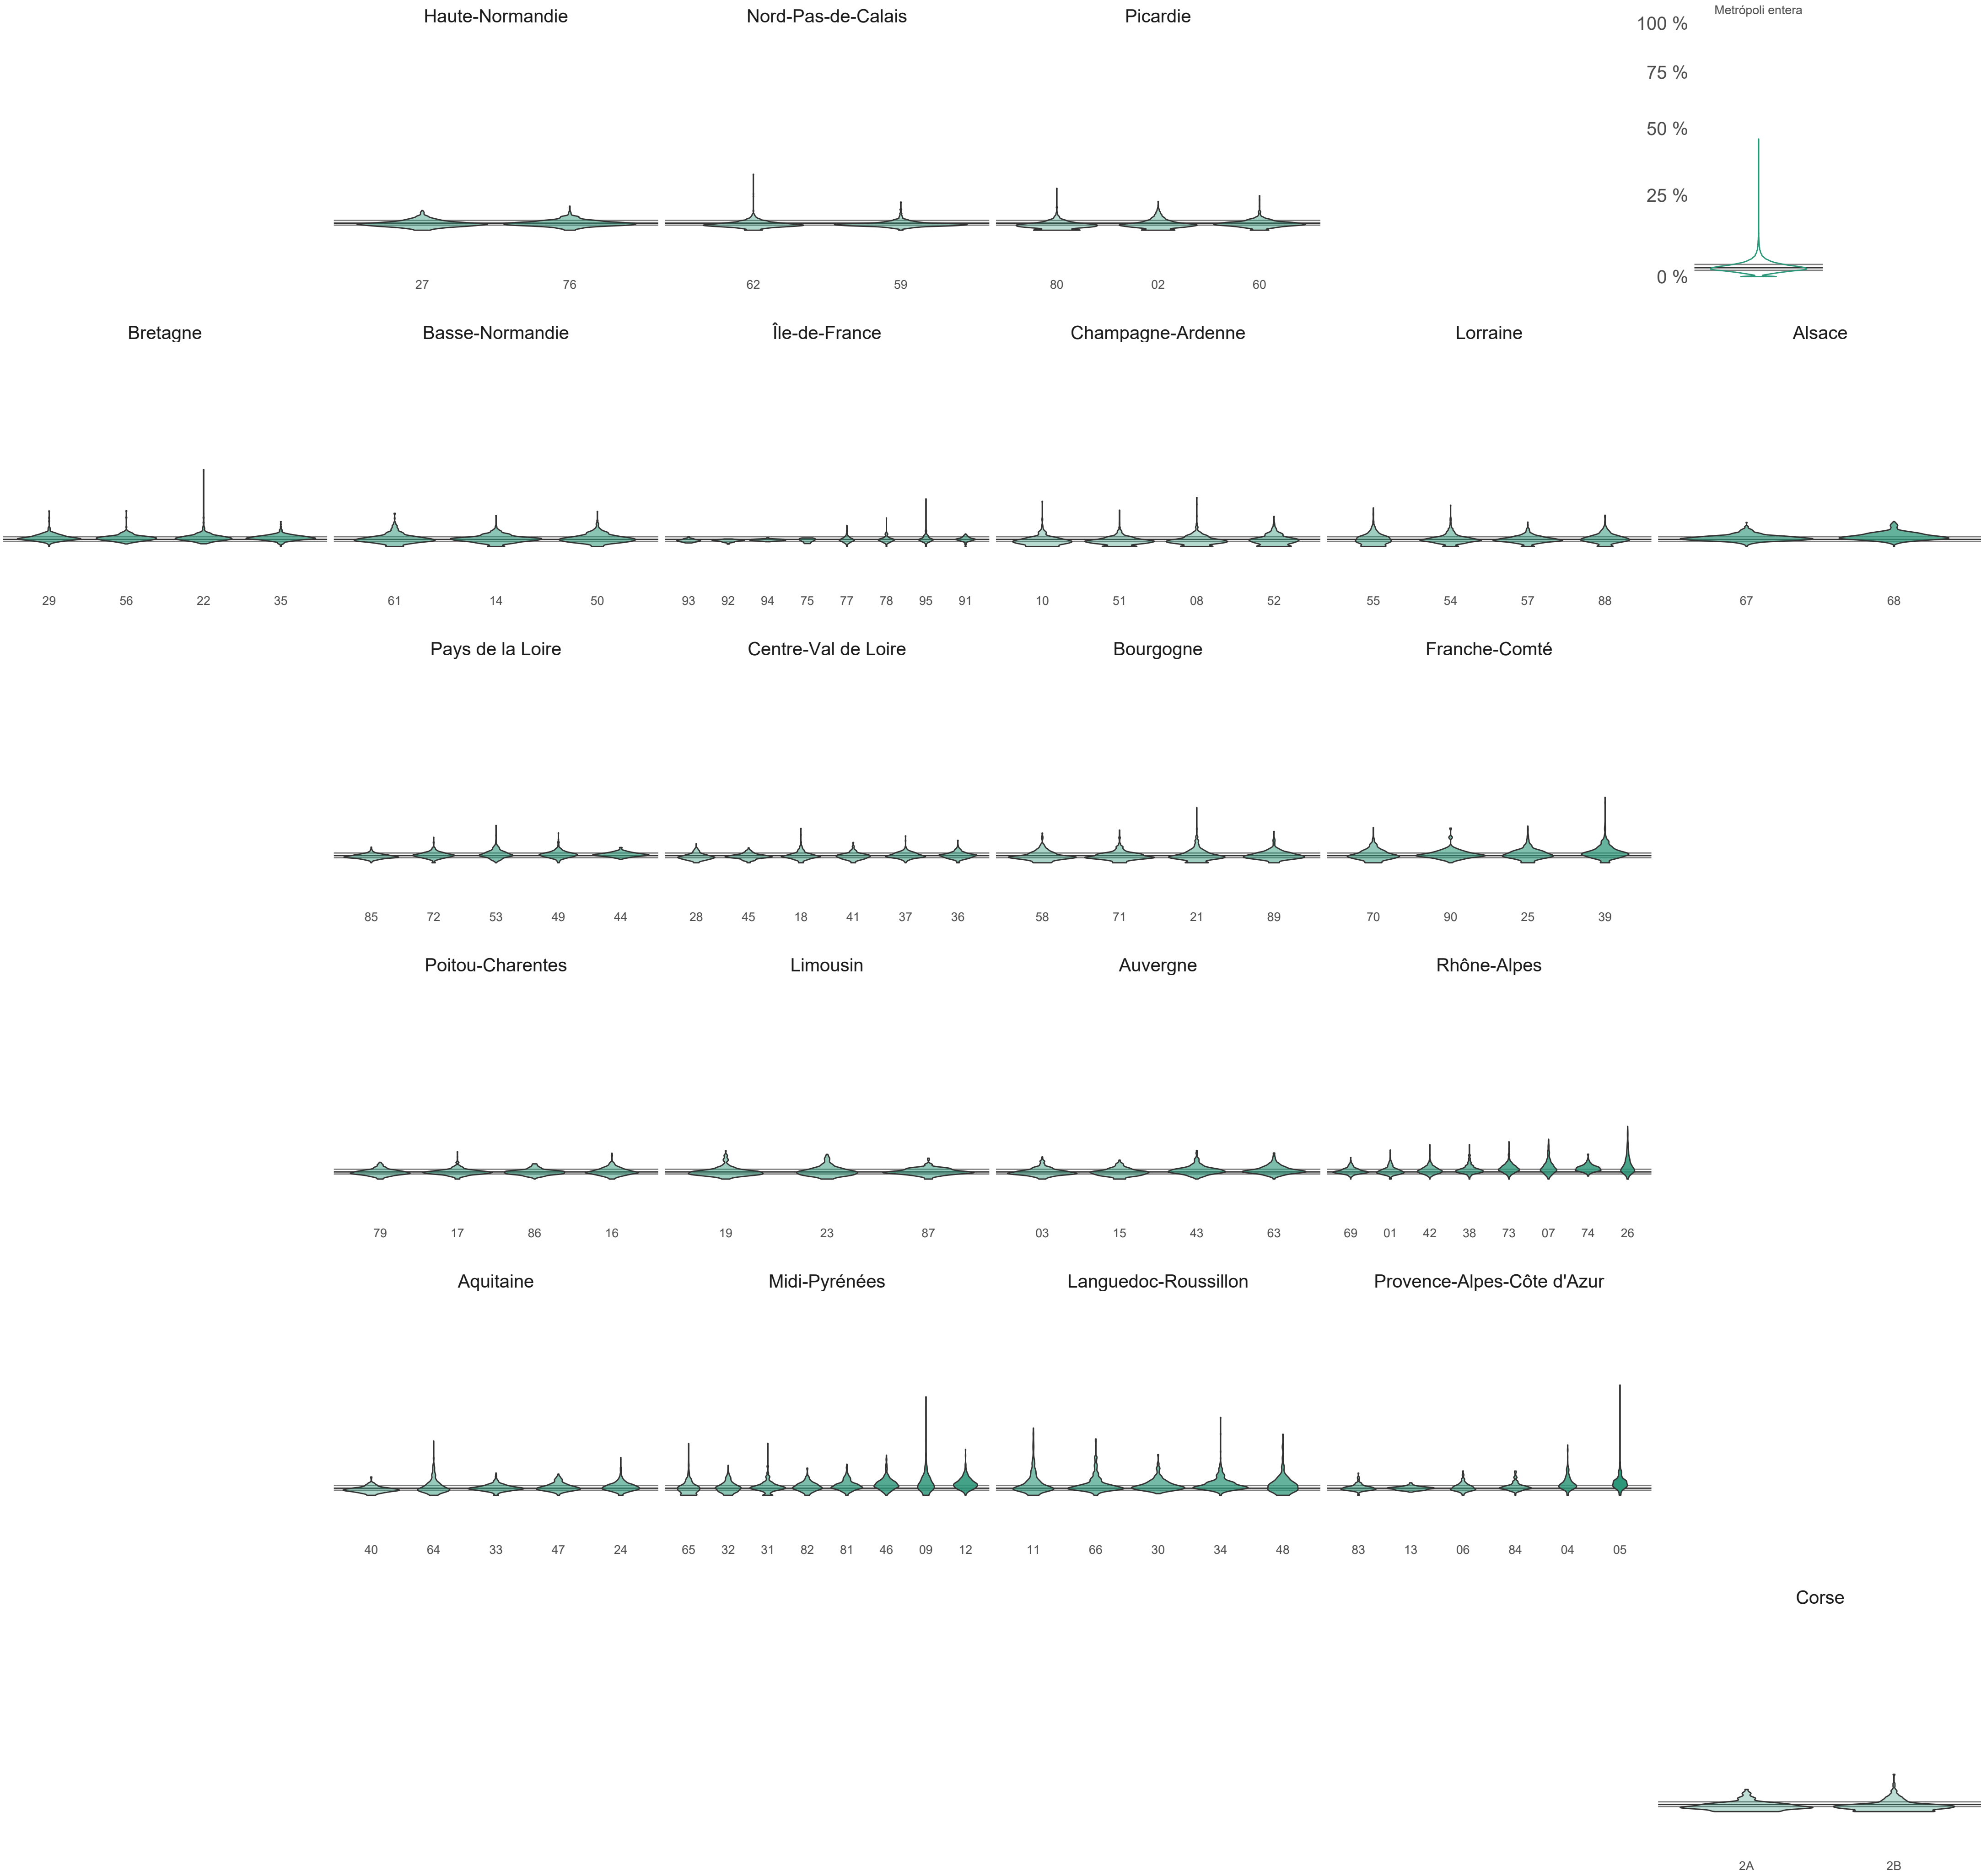 Haute-Normandie Nord-Pas-de-Calais Picardie Metrópoli entera
100 %
75 %
50 %
25 %
0 %
27 76 62 59 80 02 60
Bretagne Basse-Normandie Île-de-France Champagne-Ardenne Lorraine Alsace
29 56 22 35 61 14 50 93 92 94 75 77 78 95 91 10 51 08 52 55 54 57 88 67 68
Pays de la Loire Centre-Val de Loire Bourgogne Franche-Comté
85 72 53 49 44 28 45 18 41 37 36 58 71 21 89 70 90 25 39
Poitou-Charentes Limousin Auvergne Rhône-Alpes
79 17 86 16 19 23 87 03 15 43 63 69 01 42 38 73 07 74 26
Aquitaine Midi-Pyrénées Languedoc-Roussillon Provence-Alpes-Côte d'Azur
40 64 33 47 24 65 32 31 82 81 46 09 12 11 66 30 34 48 83 13 06 84 04 05
Corse
2A 2B